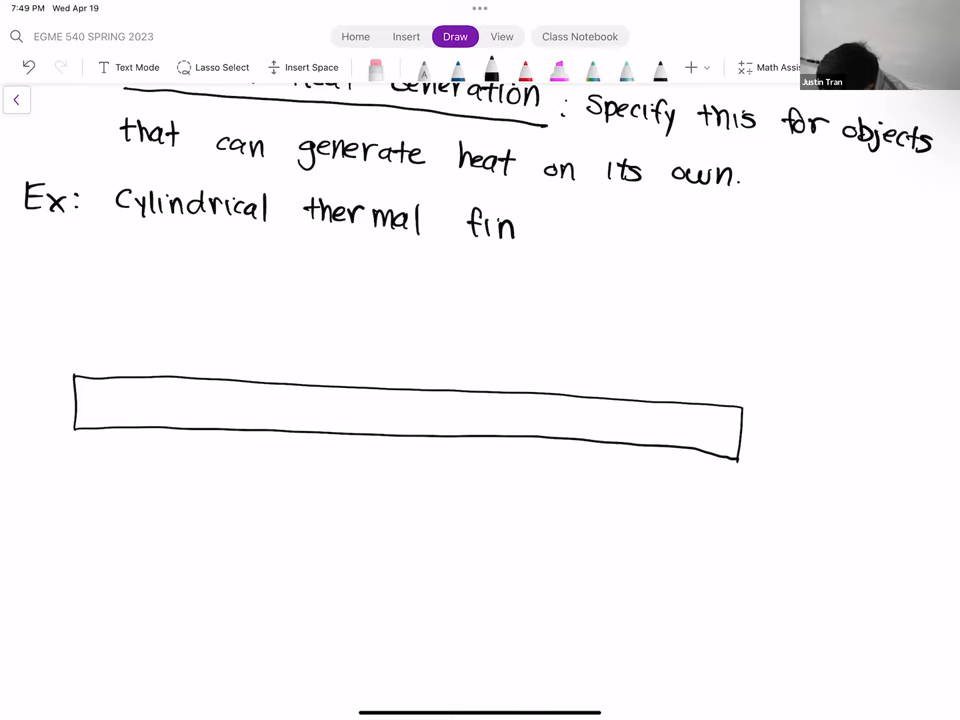 7:49 PM Wed Apr 19
EGME 540 SPRING 2023
Home Insert Draw View Class Notebook
Text Mode Lasso Select Insert Space Math Assis
Justin Tran
Generation : Specify this for objects
that can generate heat on its own.
Ex: Cylindrical thermal fin